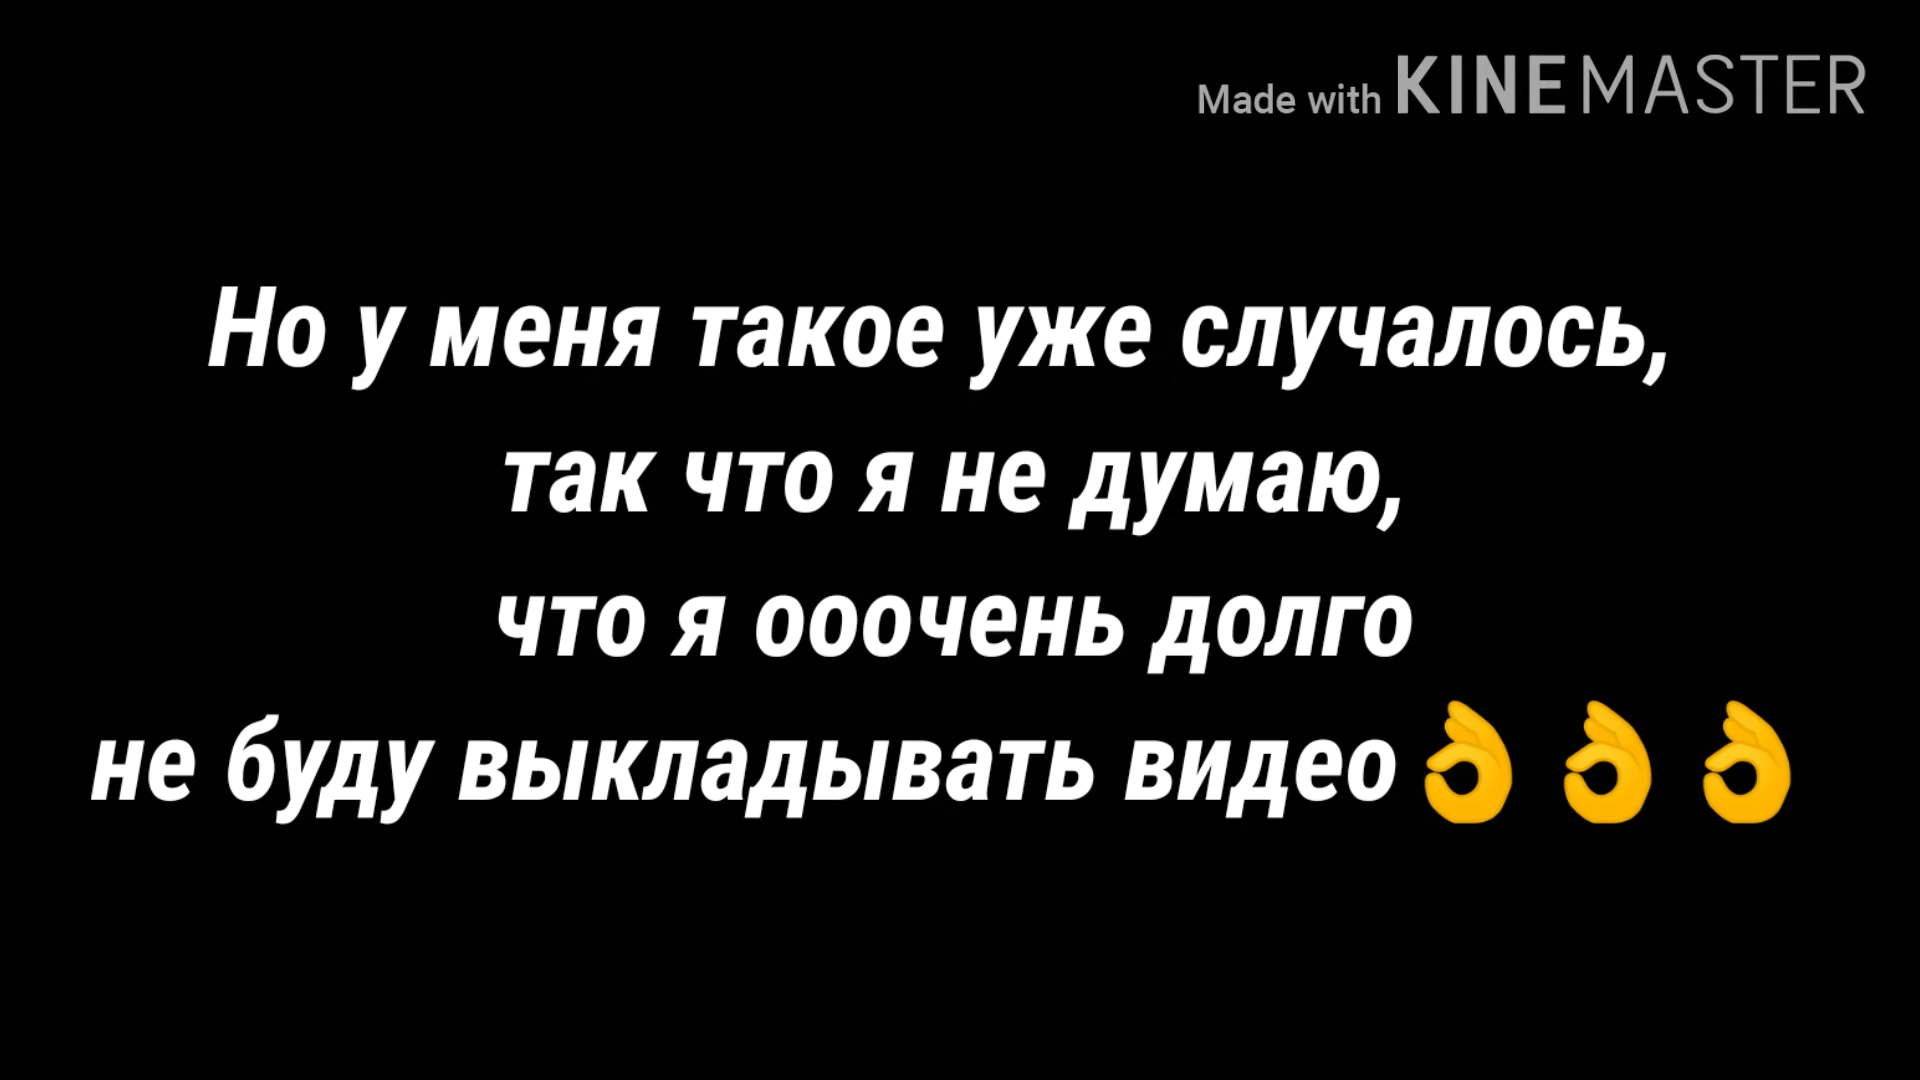 Made with KINEMASTER
Но у меня такое уже случалось,
так что я не думаю,
что я ооочень долго
не буду выкладывать видео👌👌👌